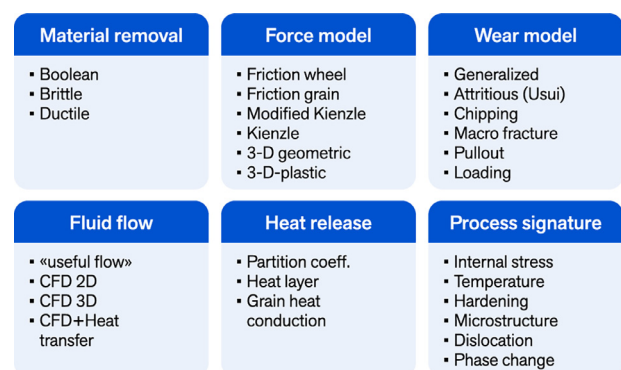 Material removal
▪ Boolean
▪ Brittle
▪ Ductile
Force model
▪ Friction wheel
▪ Friction grain
▪ Modified Kienzle
▪ Kienzle
▪ 3-D geometric
▪ 3-D-plastic
Wear model
▪ Generalized
▪ Attritious (Usui)
▪ Chipping
▪ Macro fracture
▪ Pullout
▪ Loading
Fluid flow
▪ «useful flow»
▪ CFD 2D
▪ CFD 3D
▪ CFD+Heat
transfer
Heat release
▪ Partition coeff.
▪ Heat layer
▪ Grain heat
conduction
Process signature
▪ Internal stress
▪ Temperature
▪ Hardening
▪ Microstructure
▪ Dislocation
▪ Phase change